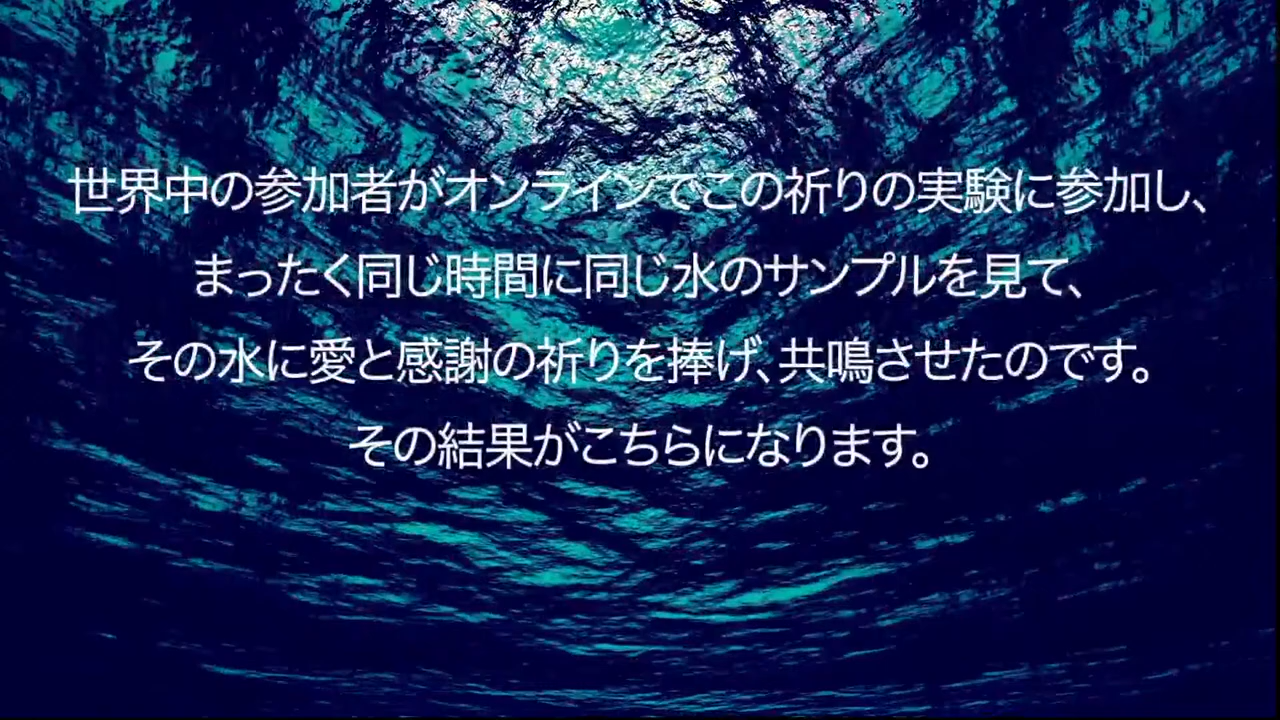 世界中の参加者がオンラインでこの祈りの実験に参加し、
まったく同じ時間に同じ水のサンプルを見て、
その水に愛と感謝の祈りを捧げ、共鳴させたのです。
その結果がこちらになります。